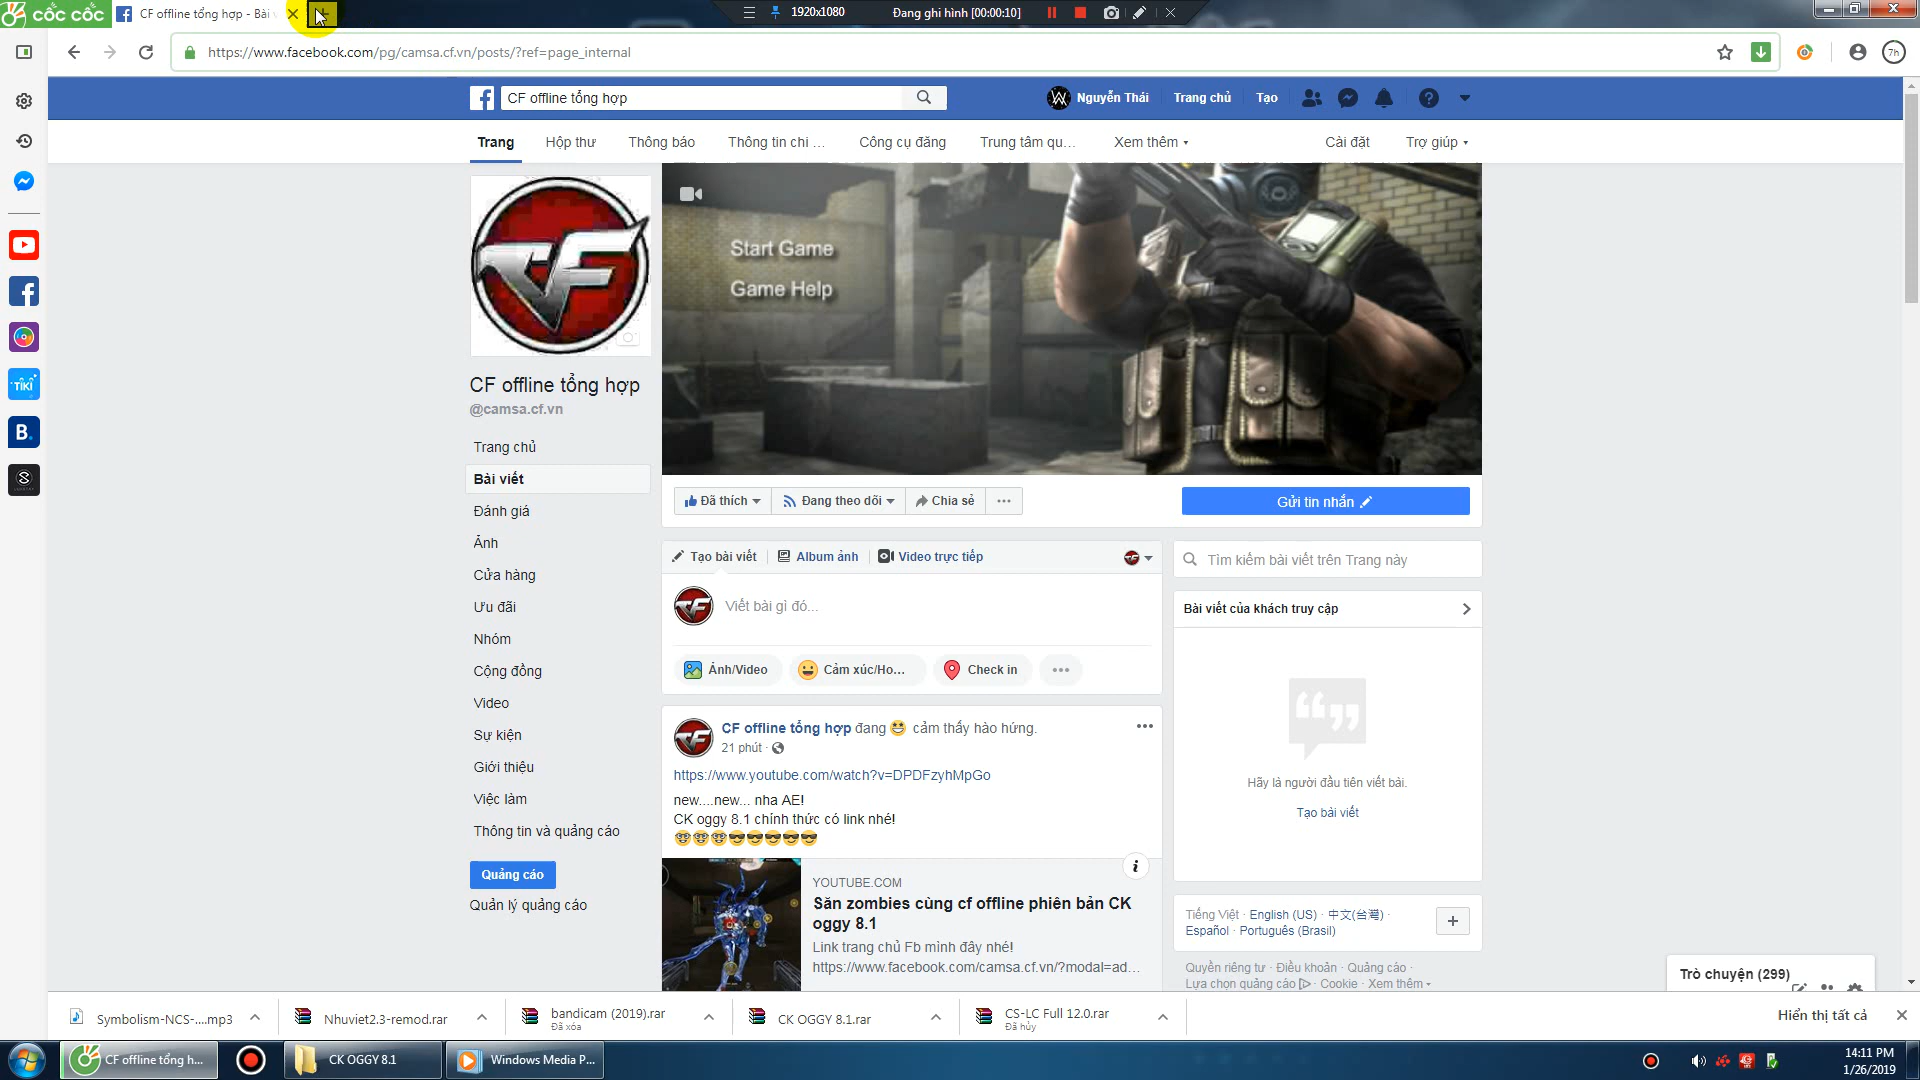 cốc cốc
CF offline tổng hợp - Bài v
1920x1080
Đang ghi hình [00:00:10]
https://www.facebook.com/pg/camsa.cf.vn/posts/?ref=page_internal
7h
CF offline tổng hợp
Nguyễn Thái
Trang chủ
Tạo
Trang
Hộp thư
Thông báo
Thông tin chi ...
Công cụ đăng
Trung tâm qu...
Xem thêm
Cài đặt
Trợ giúp
CF
Start Game
Game Help
TIKI
B.
CF offline tổng hợp
@camsa.cf.vn
Trang chủ
Bài viết
Đánh giá
Ảnh
Cửa hàng
Ưu đãi
Nhóm
Cộng đồng
Video
Sự kiện
Giới thiệu
Việc làm
Thông tin và quảng cáo
Quảng cáo
Quản lý quảng cáo
Đã thích
Đang theo dõi
Chia sẻ
Gửi tin nhắn
Tạo bài viết
Album ảnh
Video trực tiếp
Viết bài gì đó...
Ảnh/Video
Cảm xúc/Ho...
Check in
CF offline tổng hợp đang 😆 cảm thấy hào hứng.
21 phút ·
https://www.youtube.com/watch?v=DPDFzyhMpGo
new....new... nha AE!
CK oggy 8.1 chính thức có link nhé!
🤓🤓🤓😎😎😎😎😎
YOUTUBE.COM
Săn zombies cùng cf offline phiên bản CK
oggy 8.1
Link trang chủ Fb mình đây nhé!
https://www.facebook.com/camsa.cf.vn/?modal=ad...
Tìm kiếm bài viết trên Trang này
Bài viết của khách truy cập
Hãy là người đầu tiên viết bài.
Tạo bài viết
Tiếng Việt · English (US) · 中文(台灣) ·
Español · Português (Brasil)
Quyền riêng tư · Điều khoản · Quảng cáo ·
Lựa chọn quảng cáo · Cookie · Xem thêm
Trò chuyện (299)
Symbolism-NCS-....mp3
Nhuviet2.3-remod.rar
bandicam (2019).rar
Đã xóa
CK OGGY 8.1.rar
CS-LC Full 12.0.rar
Đã hủy
Hiển thị tất cả
CF offline tổng h...
CK OGGY 8.1
Windows Media P...
14:11 PM
1/26/2019